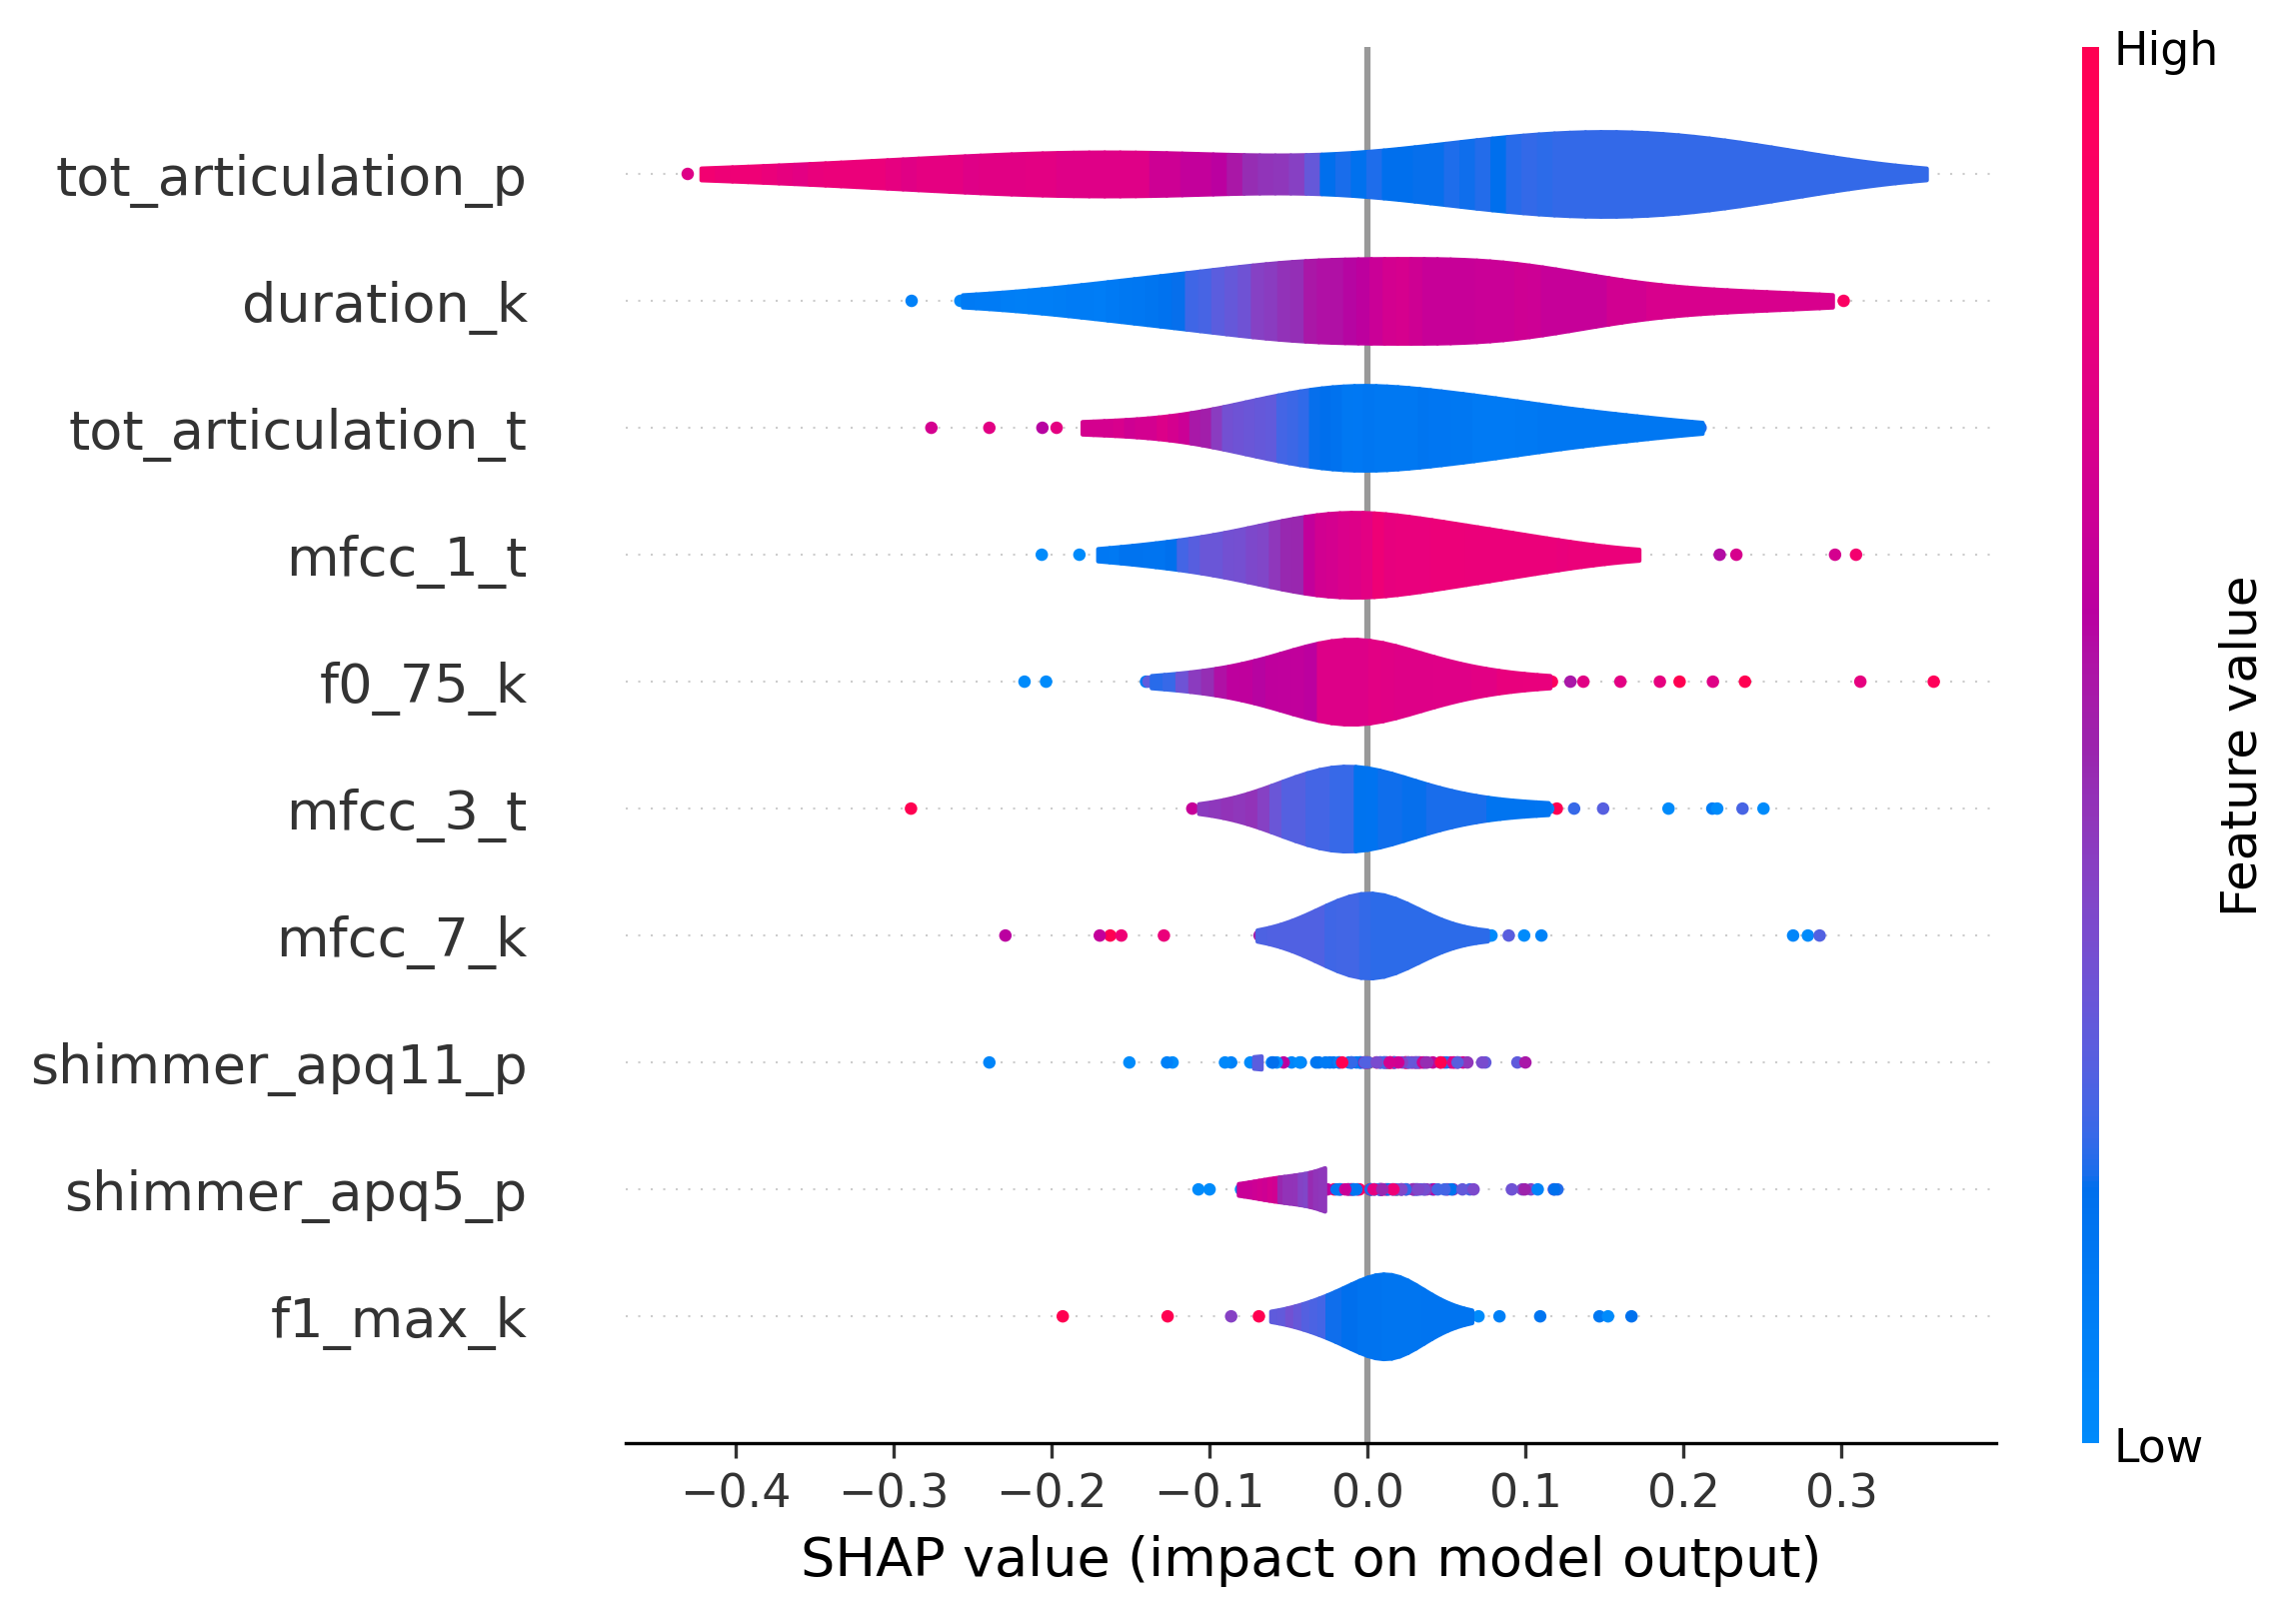 High
tot_articulation_p
duration_k
tot_articulation_t
mfcc_1_t
f0_75_k
mfcc_3_t
mfcc_7_k
shimmer_apq11_p
shimmer_apq5_p
f1_max_k
Feature value
Low
−0.4 −0.3 −0.2 −0.1 0.0 0.1 0.2 0.3
SHAP value (impact on model output)